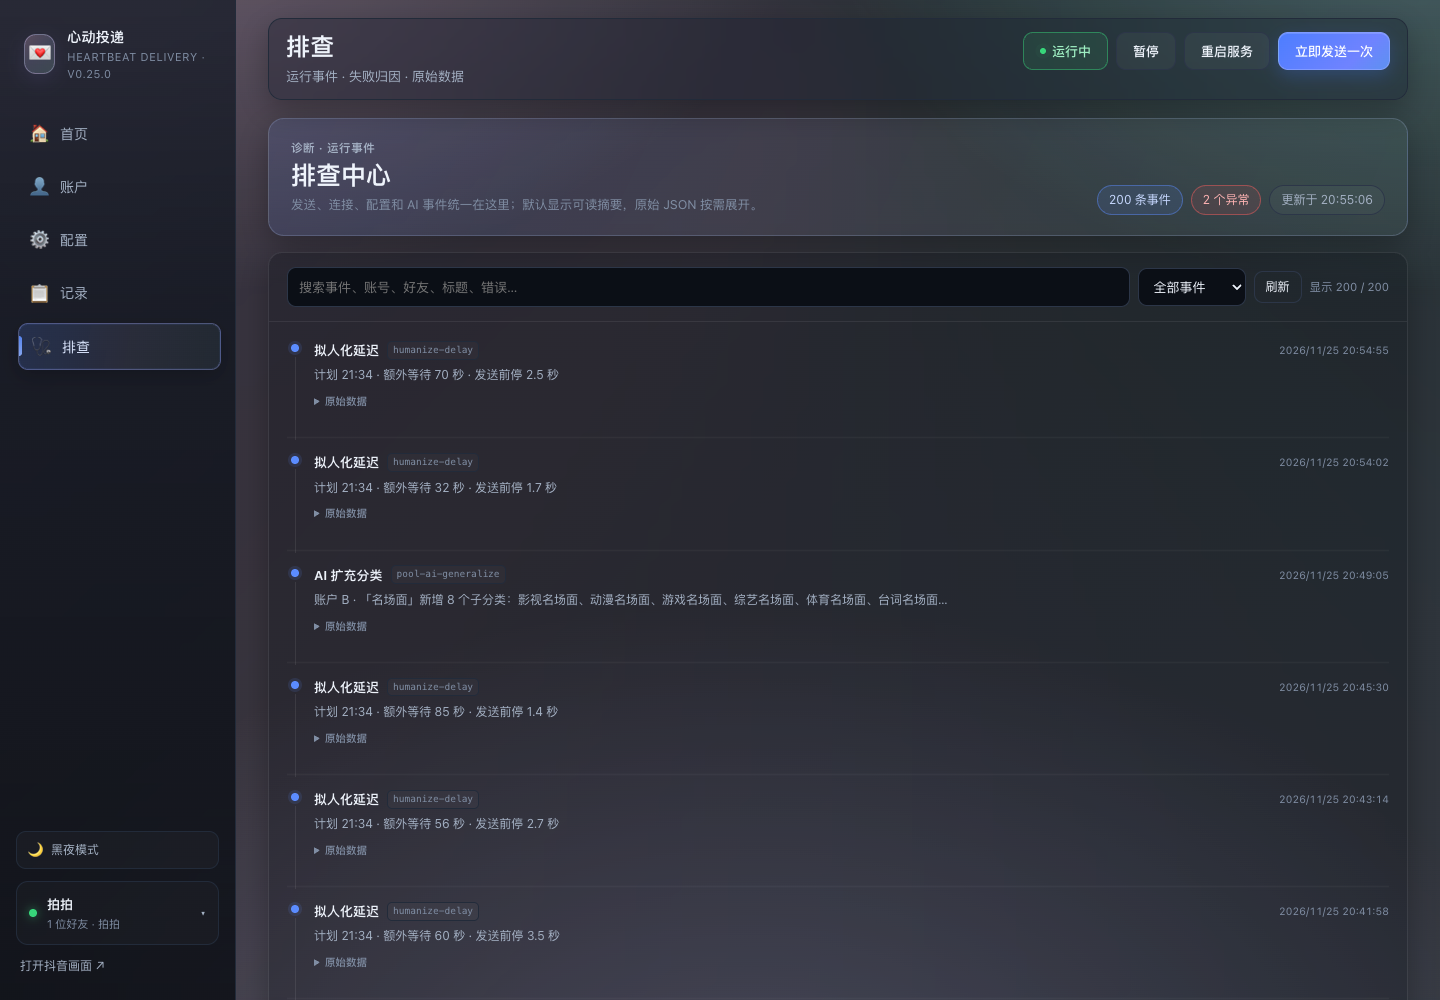 心动投递
HEARTBEAT DELIVERY ·
V0.25.0
首页
账户
配置
记录
排查
黑夜模式
拍拍
1 位好友 · 拍拍
打开抖音画面 ↗
排查
运行事件 · 失败归因 · 原始数据
运行中
暂停
重启服务
立即发送一次
诊断 · 运行事件
排查中心
发送、连接、配置和 AI 事件统一在这里；默认显示可读摘要，原始 JSON 按需展开。
200 条事件
2 个异常
更新于 20:55:06
搜索事件、账号、好友、标题、错误...
全部事件
刷新
显示 200 / 200
拟人化延迟 humanize-delay 2026/11/25 20:54:55
计划 21:34 · 额外等待 70 秒 · 发送前停 2.5 秒
原始数据
拟人化延迟 humanize-delay 2026/11/25 20:54:02
计划 21:34 · 额外等待 32 秒 · 发送前停 1.7 秒
原始数据
AI 扩充分类 pool-ai-generalize 2026/11/25 20:49:05
账户 B · 「名场面」新增 8 个子分类：影视名场面、动漫名场面、游戏名场面、综艺名场面、体育名场面、台词名场面...
原始数据
拟人化延迟 humanize-delay 2026/11/25 20:45:30
计划 21:34 · 额外等待 85 秒 · 发送前停 1.4 秒
原始数据
拟人化延迟 humanize-delay 2026/11/25 20:43:14
计划 21:34 · 额外等待 56 秒 · 发送前停 2.7 秒
原始数据
拟人化延迟 humanize-delay 2026/11/25 20:41:58
计划 21:34 · 额外等待 60 秒 · 发送前停 3.5 秒
原始数据